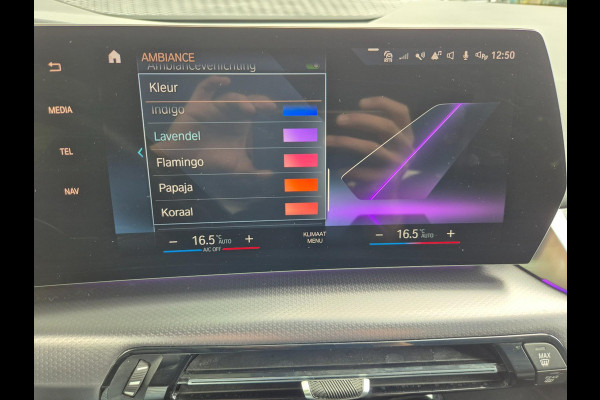 AMBIANCE
12:50
Ambianceverlichting
Kleur
MEDIA
Indigo
Lavendel
TEL
Flamingo
NAV
Papaja
Koraal
− 16.5 °C AUTO +
A/C OFF
KLIMAAT
MENU
− 16.5 °C AUTO +
MAX